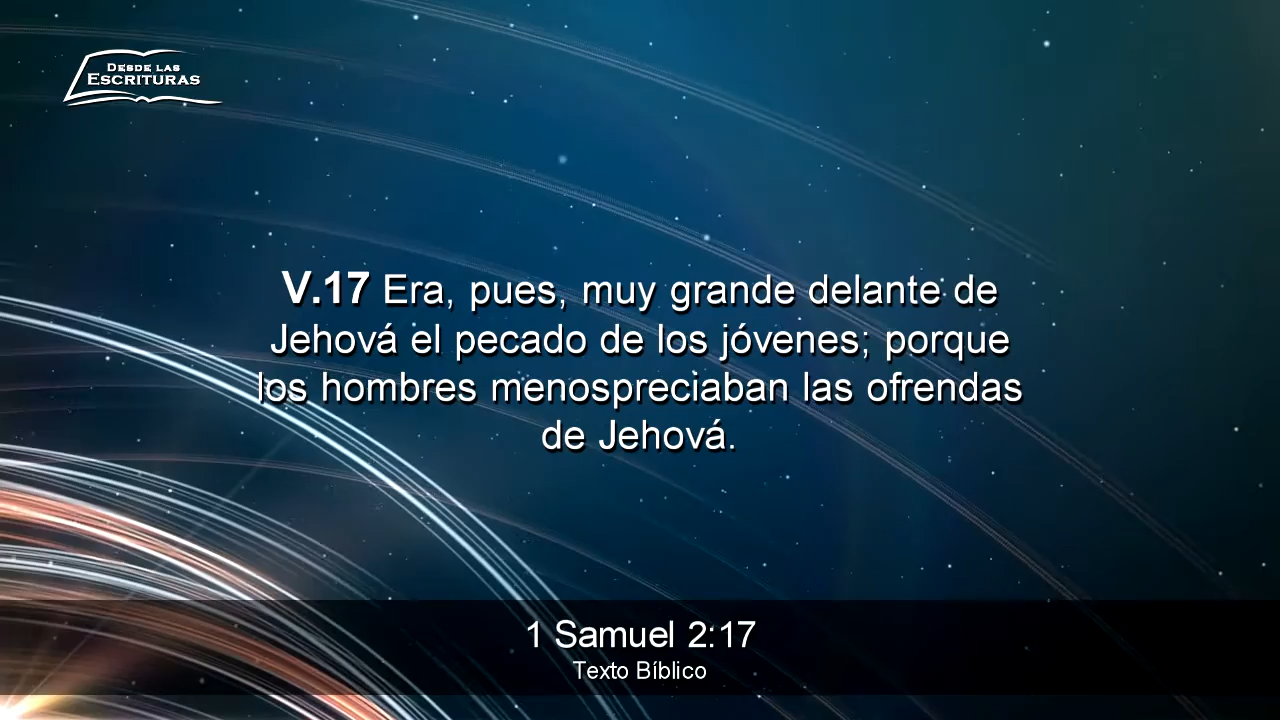 DESDE LAS
ESCRITURAS
V.17 Era, pues, muy grande delante de
Jehová el pecado de los jóvenes; porque
los hombres menospreciaban las ofrendas
de Jehová.
1 Samuel 2:17
Texto Bíblico